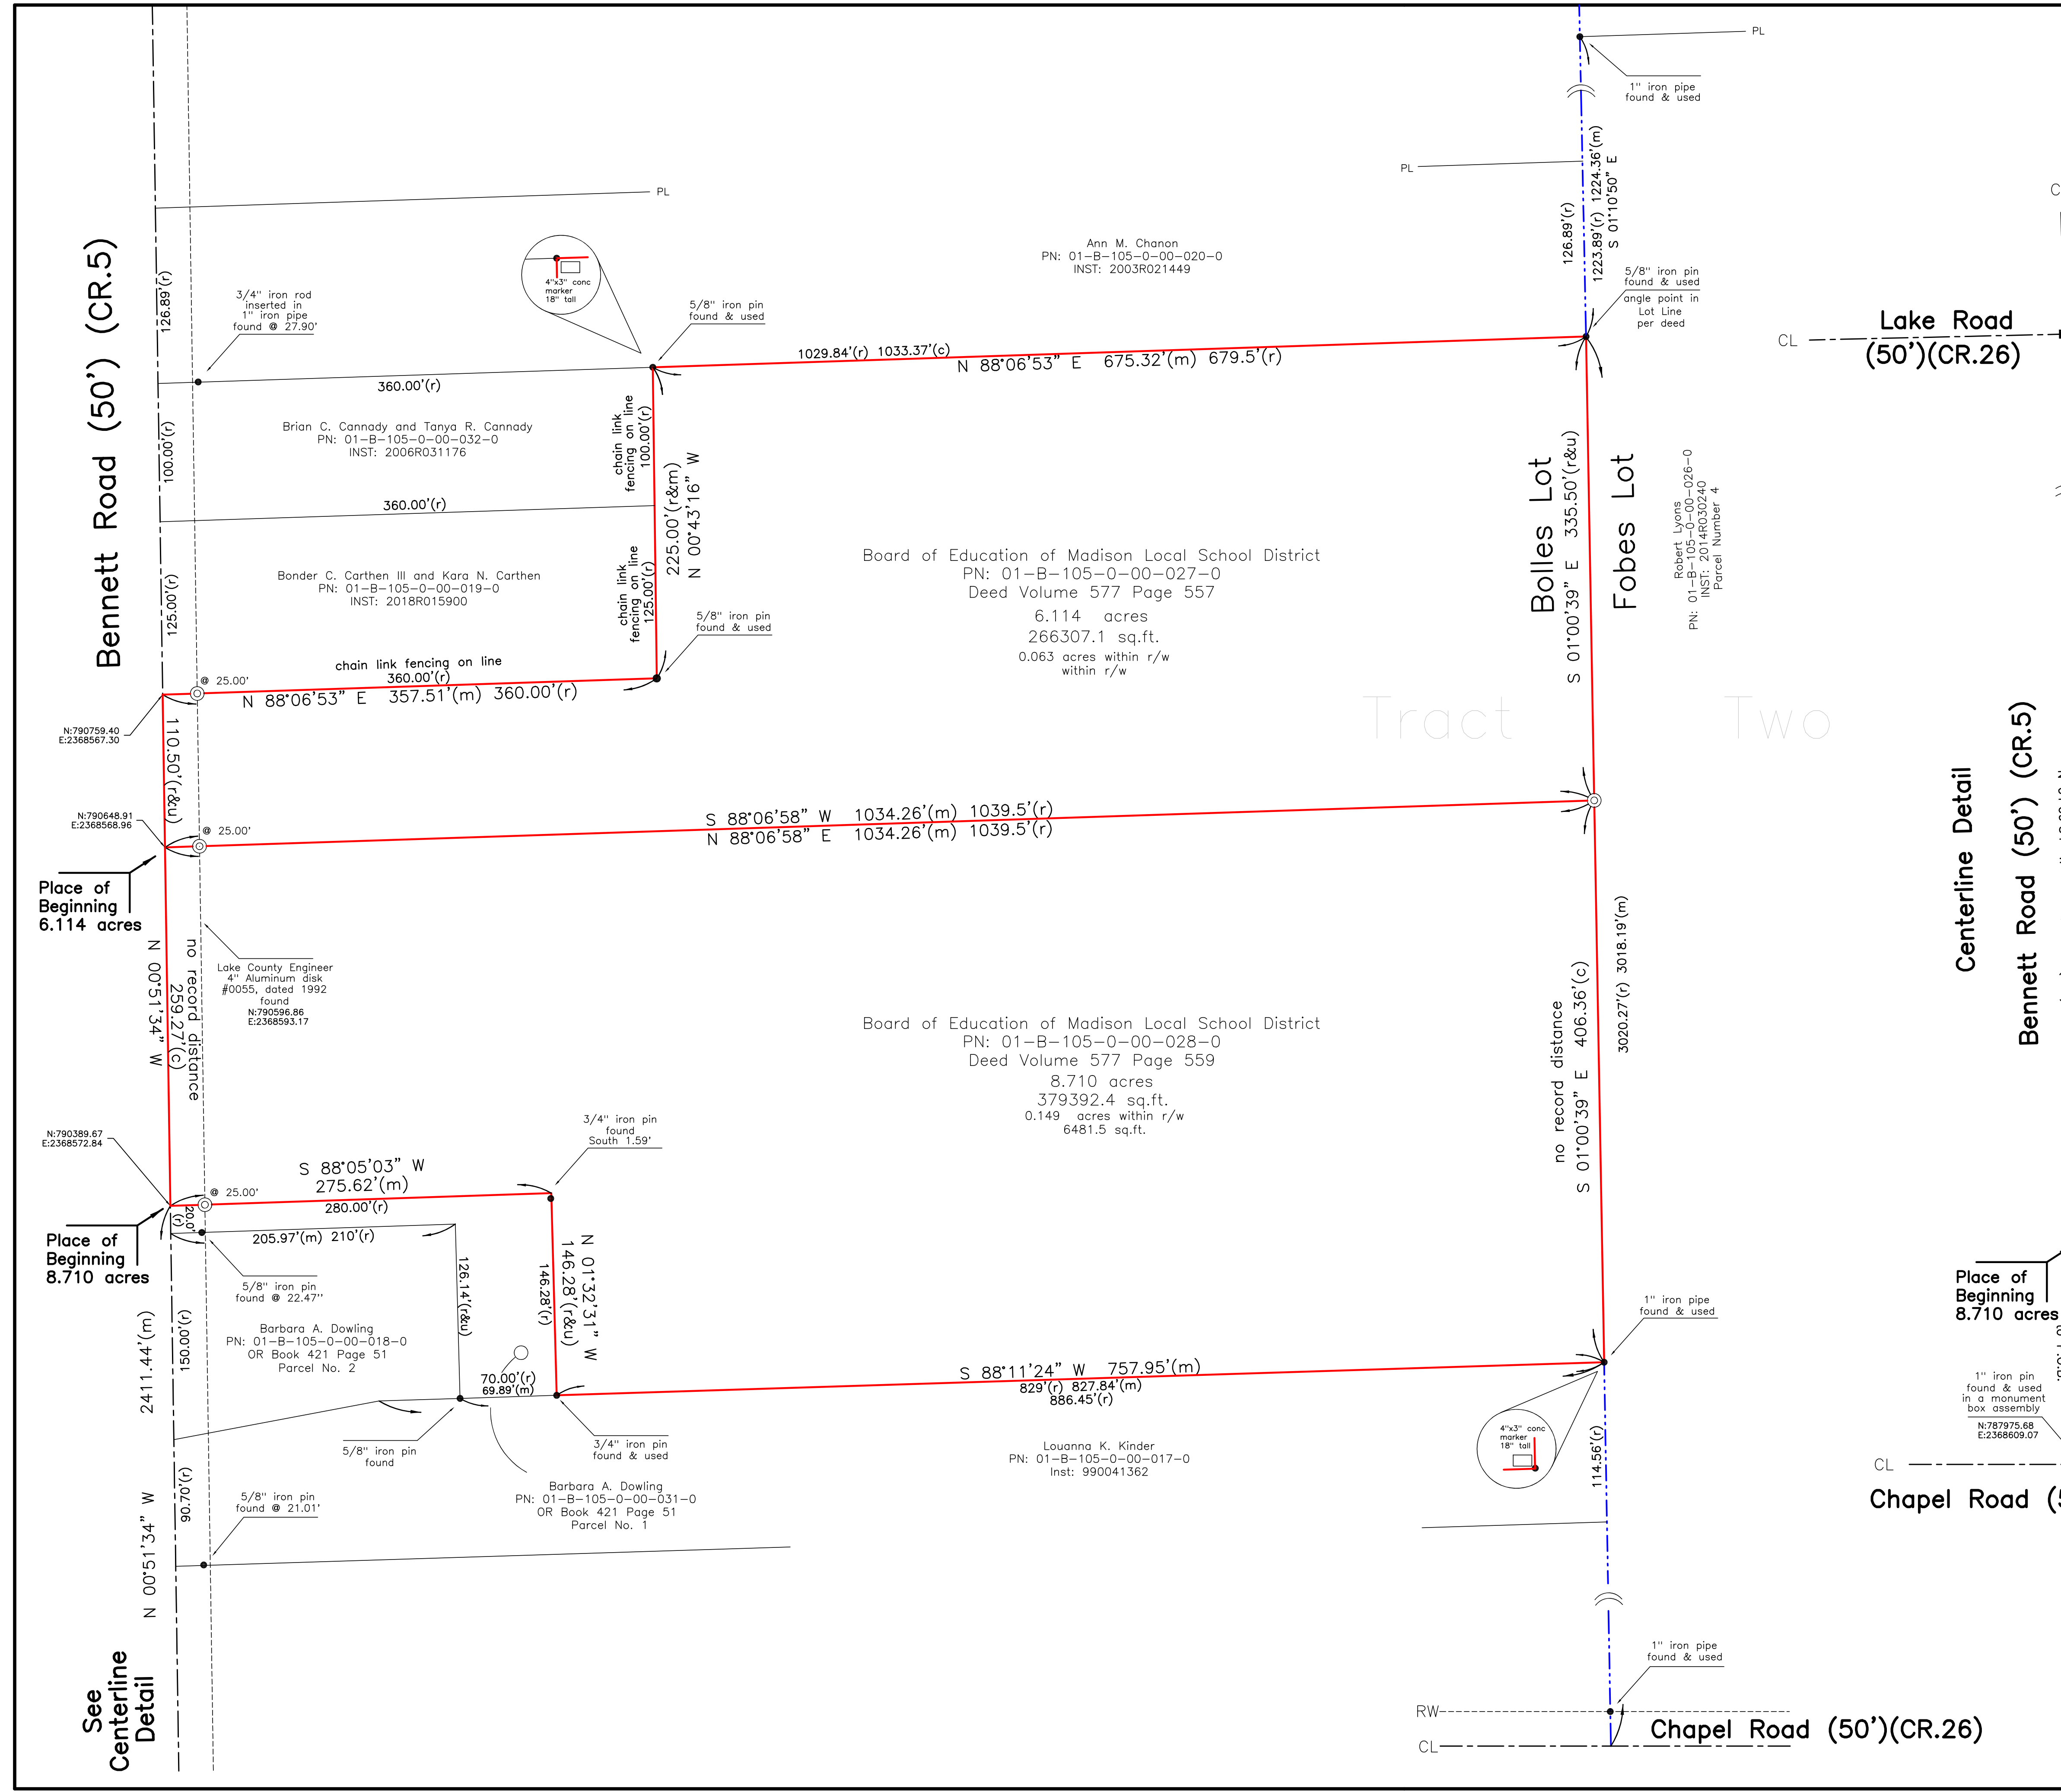 PL
1" iron pipe
found & used
PL
PL
126.89'(r)
1223.89'(r) 1224.36'(m)
S 01°10'50" E
Ann M. Chanon
PN: 01-B-105-0-00-020-0
INST: 2003R021449
5/8" iron pin
found & used
angle point in
Lot Line
per deed
Lake Road
(50')(CR.26)
CL
Bennett Road (50') (CR.5)
126.89'(r)
3/4" iron rod
inserted in
1" iron pipe
found @ 27.90'
4"x3" conc
marker
18" tall
5/8" iron pin
found & used
1029.84'(r) 1033.37'(c)
N 88°06'53" E 675.32'(m) 679.5'(r)
360.00'(r)
100.00'(r)
Brian C. Cannady and Tanya R. Cannady
PN: 01-B-105-0-00-032-0
INST: 2006R031176
chain link
fencing on line
100.00'(r)
225.00'(r&m)
N 00°43'16" W
360.00'(r)
125.00'(r)
Bonder C. Carthen III and Kara N. Carthen
PN: 01-B-105-0-00-019-0
INST: 2018R015900
chain link
fencing on line
125.00'(r)
5/8" iron pin
found & used
Board of Education of Madison Local School District
PN: 01-B-105-0-00-027-0
Deed Volume 577 Page 557
6.114 acres
266307.1 sq.ft.
0.063 acres within r/w
within r/w
Bolles Lot
S 01°00'39" E 335.50'(r&u)
Fobes Lot
Robert Lyons
PN: 01-B-105-0-00-026-0
INST: 2014R030240
Parcel Number 4
Tract Two
chain link fencing on line
360.00'(r)
@ 25.00'
N 88°06'53" E 357.51'(m) 360.00'(r)
N:790759.40
E:2368567.30
110.50'(r&u)
N:790648.91
E:2368568.96
@ 25.00'
S 88°06'58" W 1034.26'(m) 1039.5'(r)
N 88°06'58" E 1034.26'(m) 1039.5'(r)
Place of
Beginning
6.114 acres
N 00°51'34" W
259.27'(c)
no record distance
Lake County Engineer
4" Aluminum disk
#0055, dated 1992
found
N:790596.86
E:2368593.17
Board of Education of Madison Local School District
PN: 01-B-105-0-00-028-0
Deed Volume 577 Page 559
8.710 acres
379392.4 sq.ft.
0.149 acres within r/w
6481.5 sq.ft.
no record distance
S 01°00'39" E 406.36'(c)
3020.27'(r) 3018.19'(m)
Centerline Detail
Bennett Road (50') (CR.5)
N:790389.67
E:2368572.84
3/4" iron pin
found
South 1.59'
S 88°05'03" W
275.62'(m)
@ 25.00'
280.00'(r)
20.0'
(r)
205.97'(m) 210'(r)
Place of
Beginning
8.710 acres
5/8" iron pin
found @ 22.47"
126.14'(r&u)
146.28'(r)
146.28'(r&u)
N 01°32'31" W
150.00'(r)
Barbara A. Dowling
PN: 01-B-105-0-00-018-0
OR Book 421 Page 51
Parcel No. 2
70.00'(r)
69.89'(m)
S 88°11'24" W 757.95'(m)
829'(r) 827.84'(m)
886.45'(r)
1" iron pipe
found & used
Place of
Beginning
8.710 acres
5/8" iron pin
found
3/4" iron pin
found & used
Louanna K. Kinder
PN: 01-B-105-0-00-017-0
Inst: 990041362
4"x3" conc
marker
18" tall
114.56'(r)
1" iron pin
found & used
in a monument
box assembly
N:787975.68
E:2368609.07
CL
Chapel Road
N 00°51'34" W 2411.44'(m)
90.70'(r)
5/8" iron pin
found @ 21.01'
Barbara A. Dowling
PN: 01-B-105-0-00-031-0
OR Book 421 Page 51
Parcel No. 1
See
Centerline
Detail
1" iron pipe
found & used
RW
CL
Chapel Road (50')(CR.26)